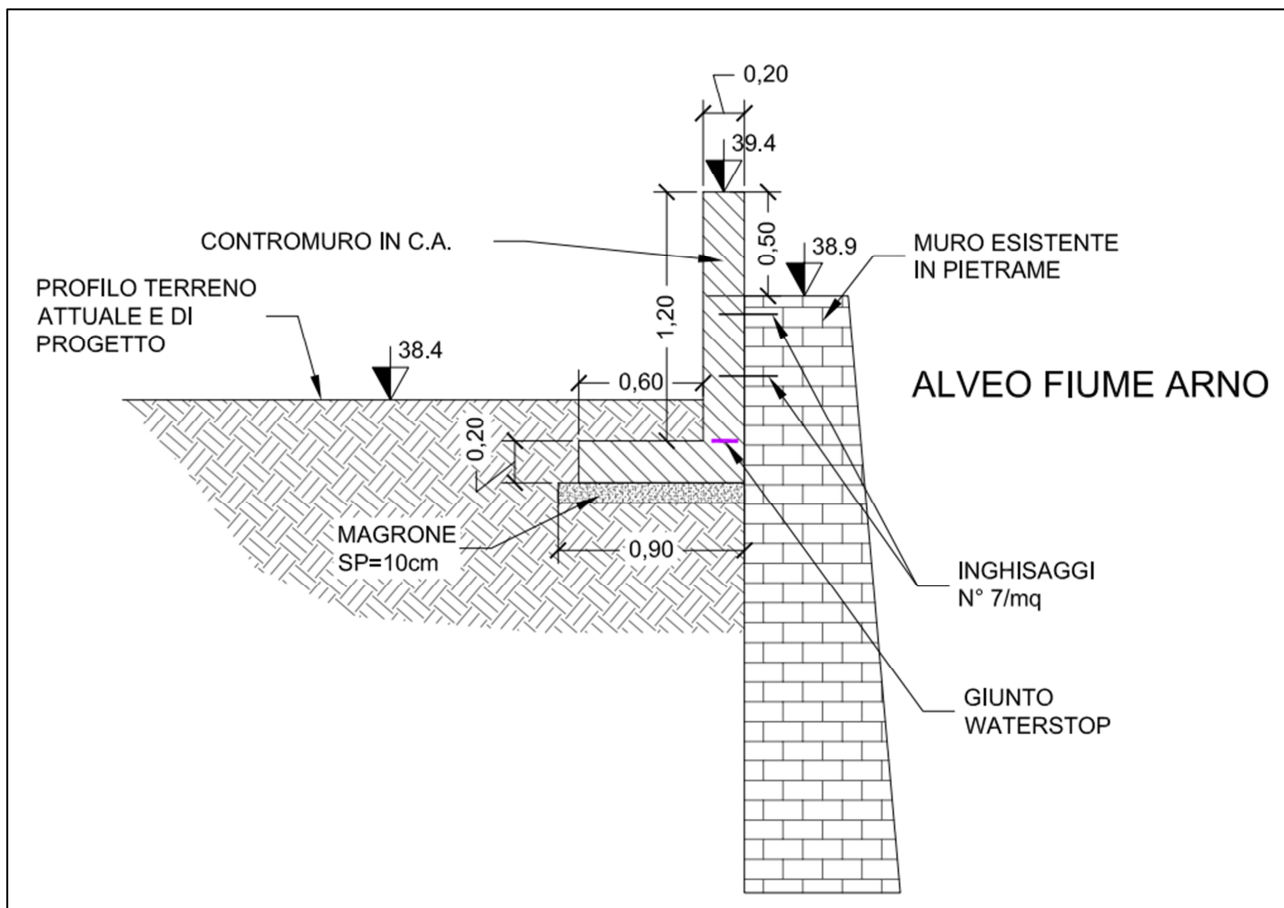 0,20
39.4
CONTROMURO IN C.A.
0,50
38.9
MURO ESISTENTE
IN PIETRAME
PROFILO TERRENO
ATTUALE E DI
PROGETTO
1,20
38.4
0,60
ALVEO FIUME ARNO
0,20
MAGRONE
SP=10cm
0,90
INGHISAGGI
N° 7/mq
GIUNTO
WATERSTOP